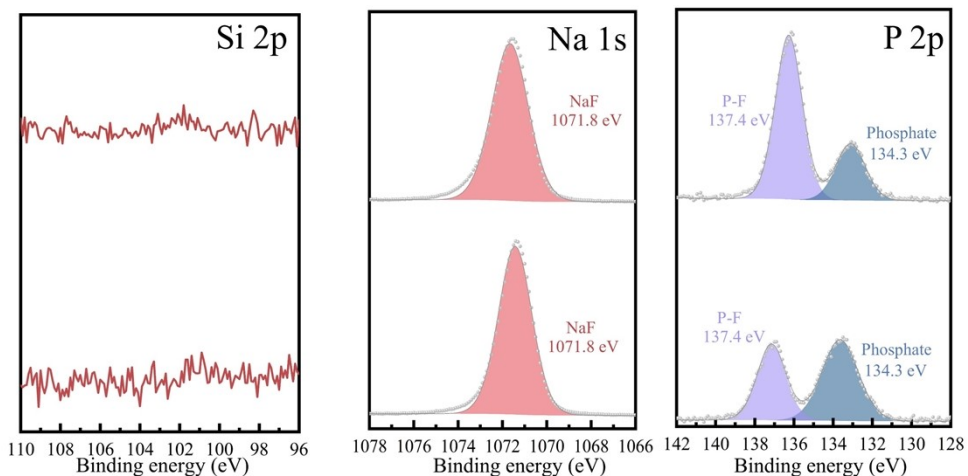 Si 2p
110 108 106 104 102 100 98 96
Binding energy (eV)
Na 1s
NaF
1071.8 eV
NaF
1071.8 eV
1078 1076 1074 1072 1070 1068 1066
Binding energy (eV)
P 2p
P-F
137.4 eV
Phosphate
134.3 eV
P-F
137.4 eV
Phosphate
134.3 eV
142 140 138 136 134 132 130 128
Binding energy (eV)